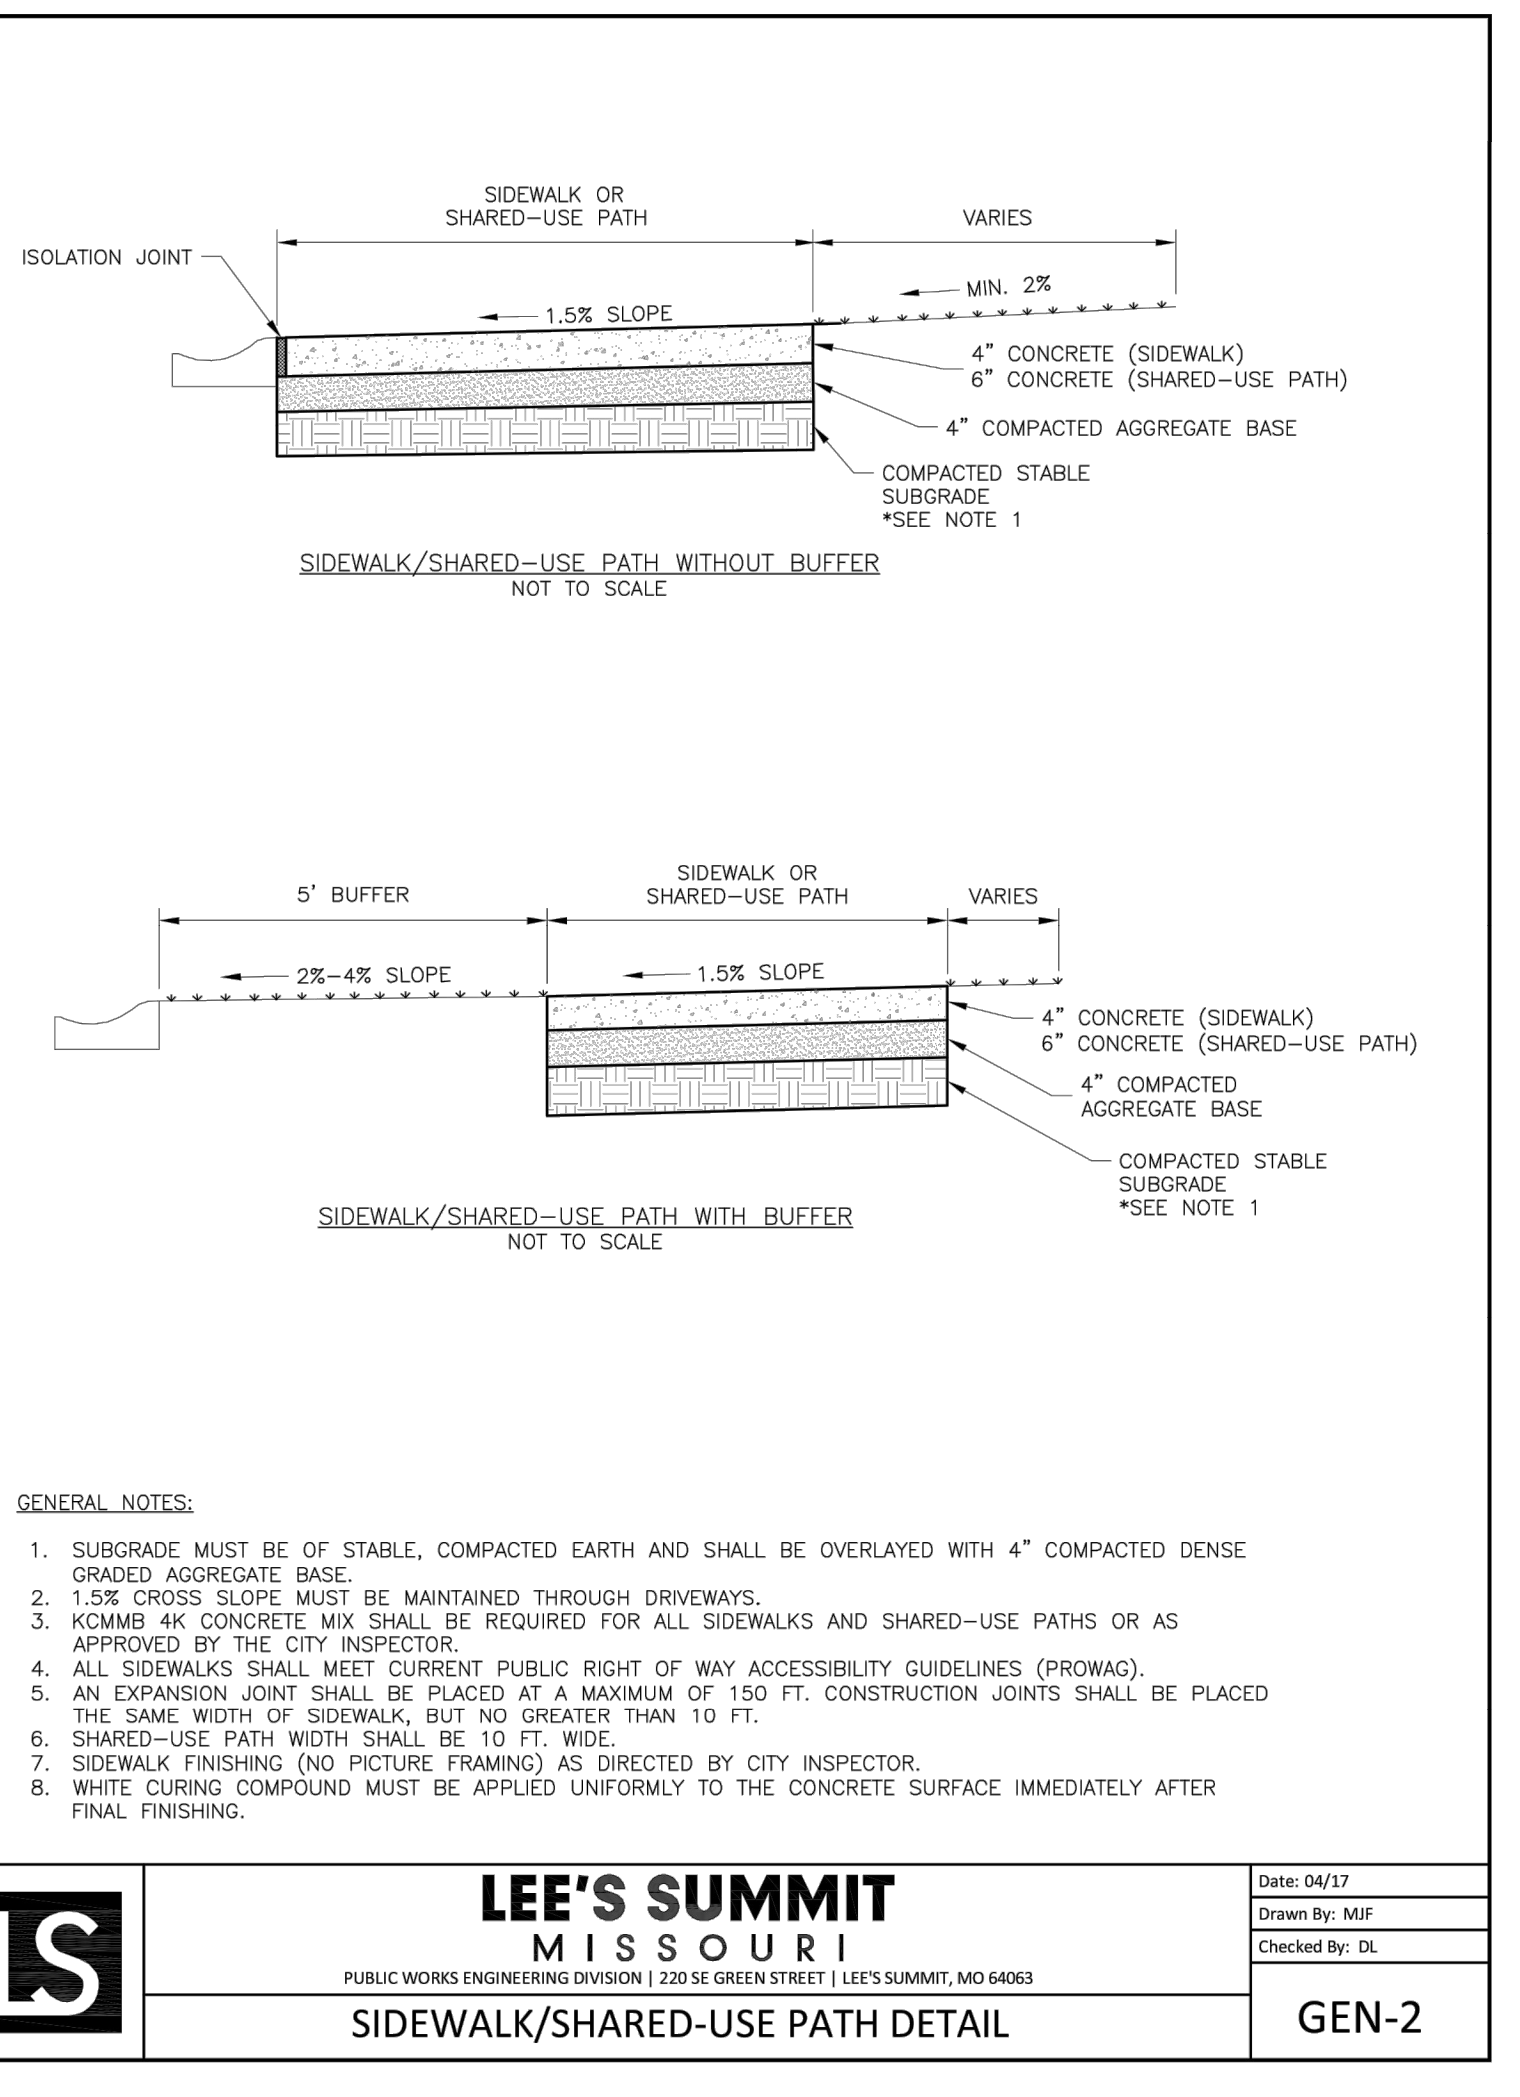 SIDEWALK OR
SHARED-USE PATH
VARIES
ISOLATION JOINT
MIN. 2%
1.5% SLOPE
4" CONCRETE (SIDEWALK)
6" CONCRETE (SHARED-USE PATH)
4" COMPACTED AGGREGATE BASE
COMPACTED STABLE
SUBGRADE
*SEE NOTE 1
SIDEWALK/SHARED-USE PATH WITHOUT BUFFER
NOT TO SCALE
SIDEWALK OR
SHARED-USE PATH
5' BUFFER
VARIES
2%-4% SLOPE
1.5% SLOPE
4" CONCRETE (SIDEWALK)
6" CONCRETE (SHARED-USE PATH)
4" COMPACTED
AGGREGATE BASE
COMPACTED STABLE
SUBGRADE
*SEE NOTE 1
SIDEWALK/SHARED-USE PATH WITH BUFFER
NOT TO SCALE
GENERAL NOTES:
1. SUBGRADE MUST BE OF STABLE, COMPACTED EARTH AND SHALL BE OVERLAYED WITH 4" COMPACTED DENSE
GRADED AGGREGATE BASE.
2. 1.5% CROSS SLOPE MUST BE MAINTAINED THROUGH DRIVEWAYS.
3. KCMMB 4K CONCRETE MIX SHALL BE REQUIRED FOR ALL SIDEWALKS AND SHARED-USE PATHS OR AS
APPROVED BY THE CITY INSPECTOR.
4. ALL SIDEWALKS SHALL MEET CURRENT PUBLIC RIGHT OF WAY ACCESSIBILITY GUIDELINES (PROWAG).
5. AN EXPANSION JOINT SHALL BE PLACED AT A MAXIMUM OF 150 FT. CONSTRUCTION JOINTS SHALL BE PLACED
THE SAME WIDTH OF SIDEWALK, BUT NO GREATER THAN 10 FT.
6. SHARED-USE PATH WIDTH SHALL BE 10 FT. WIDE.
7. SIDEWALK FINISHING (NO PICTURE FRAMING) AS DIRECTED BY CITY INSPECTOR.
8. WHITE CURING COMPOUND MUST BE APPLIED UNIFORMLY TO THE CONCRETE SURFACE IMMEDIATELY AFTER
FINAL FINISHING.
LS
LEE'S SUMMIT
MISSOURI
PUBLIC WORKS ENGINEERING DIVISION | 220 SE GREEN STREET | LEE'S SUMMIT, MO 64063
SIDEWALK/SHARED-USE PATH DETAIL
Date: 04/17
Drawn By: MJF
Checked By: DL
GEN-2